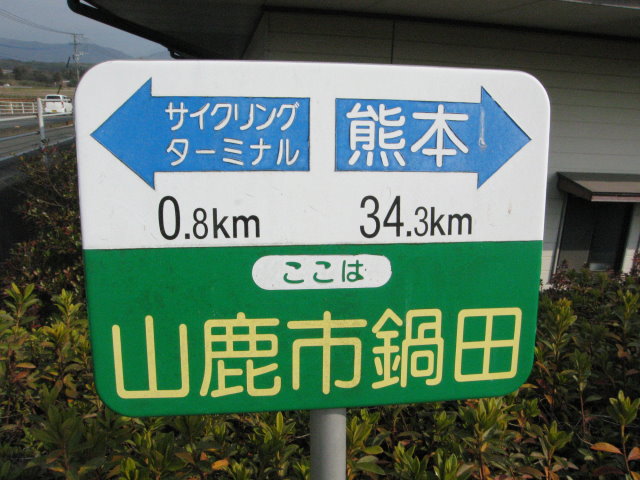 サイクリング
ターミナル
熊本
0.8km
34.3km
ここは
山鹿市鍋田